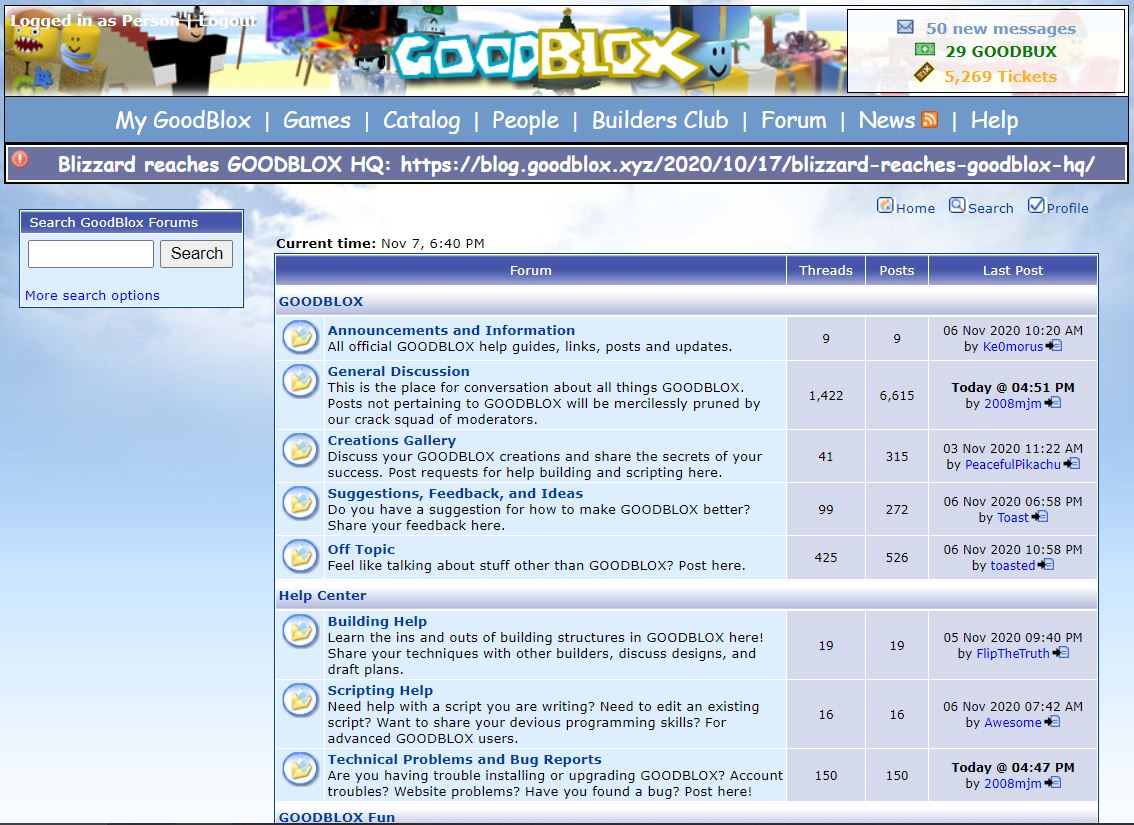 Logged in as Person | Logout
GOODBLOX
50 new messages
29 GOODBUX
TIX
5,269 Tickets
My GoodBlox | Games | Catalog | People | Builders Club | Forum | News | Help
Blizzard reaches GOODBLOX HQ: https://blog.goodblox.xyz/2020/10/17/blizzard-reaches-goodblox-hq/
Home Search Profile
Search GoodBlox Forums
Search
More search options
Current time: Nov 7, 6:40 PM
Forum Threads Posts Last Post
GOODBLOX
Announcements and Information
All official GOODBLOX help guides, links, posts and updates.
9 9
06 Nov 2020 10:20 AM
by Ke0morus
General Discussion
This is the place for conversation about all things GOODBLOX.
Posts not pertaining to GOODBLOX will be mercilessly pruned by
our crack squad of moderators.
1,422 6,615
Today @ 04:51 PM
by 2008mjm
Creations Gallery
Discuss your GOODBLOX creations and share the secrets of your
success. Post requests for help building and scripting here.
41 315
03 Nov 2020 11:22 AM
by PeacefulPikachu
Suggestions, Feedback, and Ideas
Do you have a suggestion for how to make GOODBLOX better?
Share your feedback here.
99 272
06 Nov 2020 06:58 PM
by Toast
Off Topic
Feel like talking about stuff other than GOODBLOX? Post here.
425 526
06 Nov 2020 10:58 PM
by toasted
Help Center
Building Help
Learn the ins and outs of building structures in GOODBLOX here!
Share your techniques with other builders, discuss designs, and
draft plans.
19 19
05 Nov 2020 09:40 PM
by FlipTheTruth
Scripting Help
Need help with a script you are writing? Need to edit an existing
script? Want to share your devious programming skills? For
advanced GOODBLOX users.
16 16
06 Nov 2020 07:42 AM
by Awesome
Technical Problems and Bug Reports
Are you having trouble installing or upgrading GOODBLOX? Account
troubles? Website problems? Have you found a bug? Post here!
150 150
Today @ 04:47 PM
by 2008mjm
GOODBLOX Fun